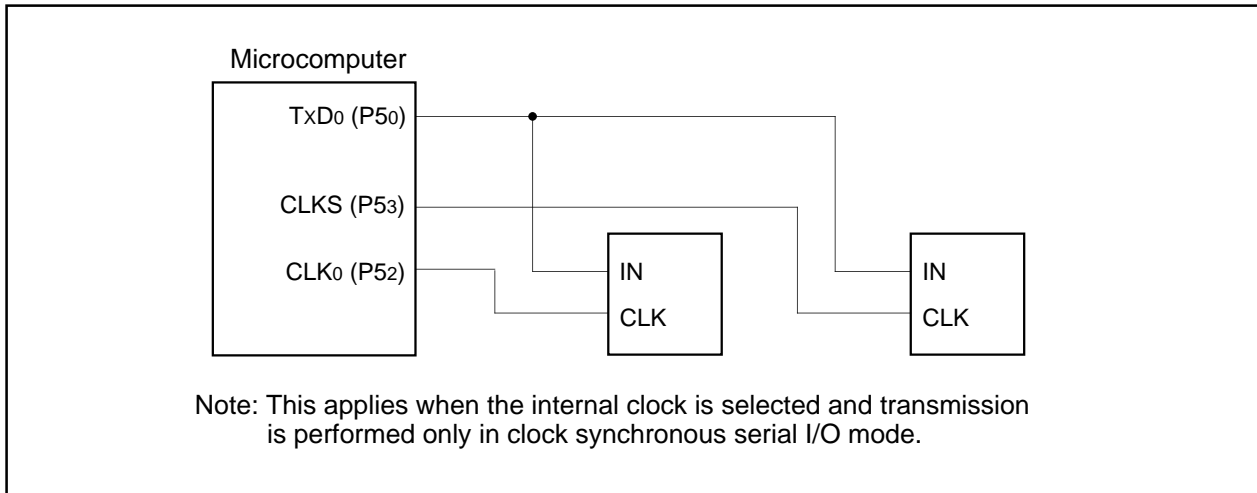 Microcomputer
TxD0 (P50)
CLKS (P53)
CLK0 (P52)
IN
CLK
IN
CLK
Note: This applies when the internal clock is selected and transmission
is performed only in clock synchronous serial I/O mode.